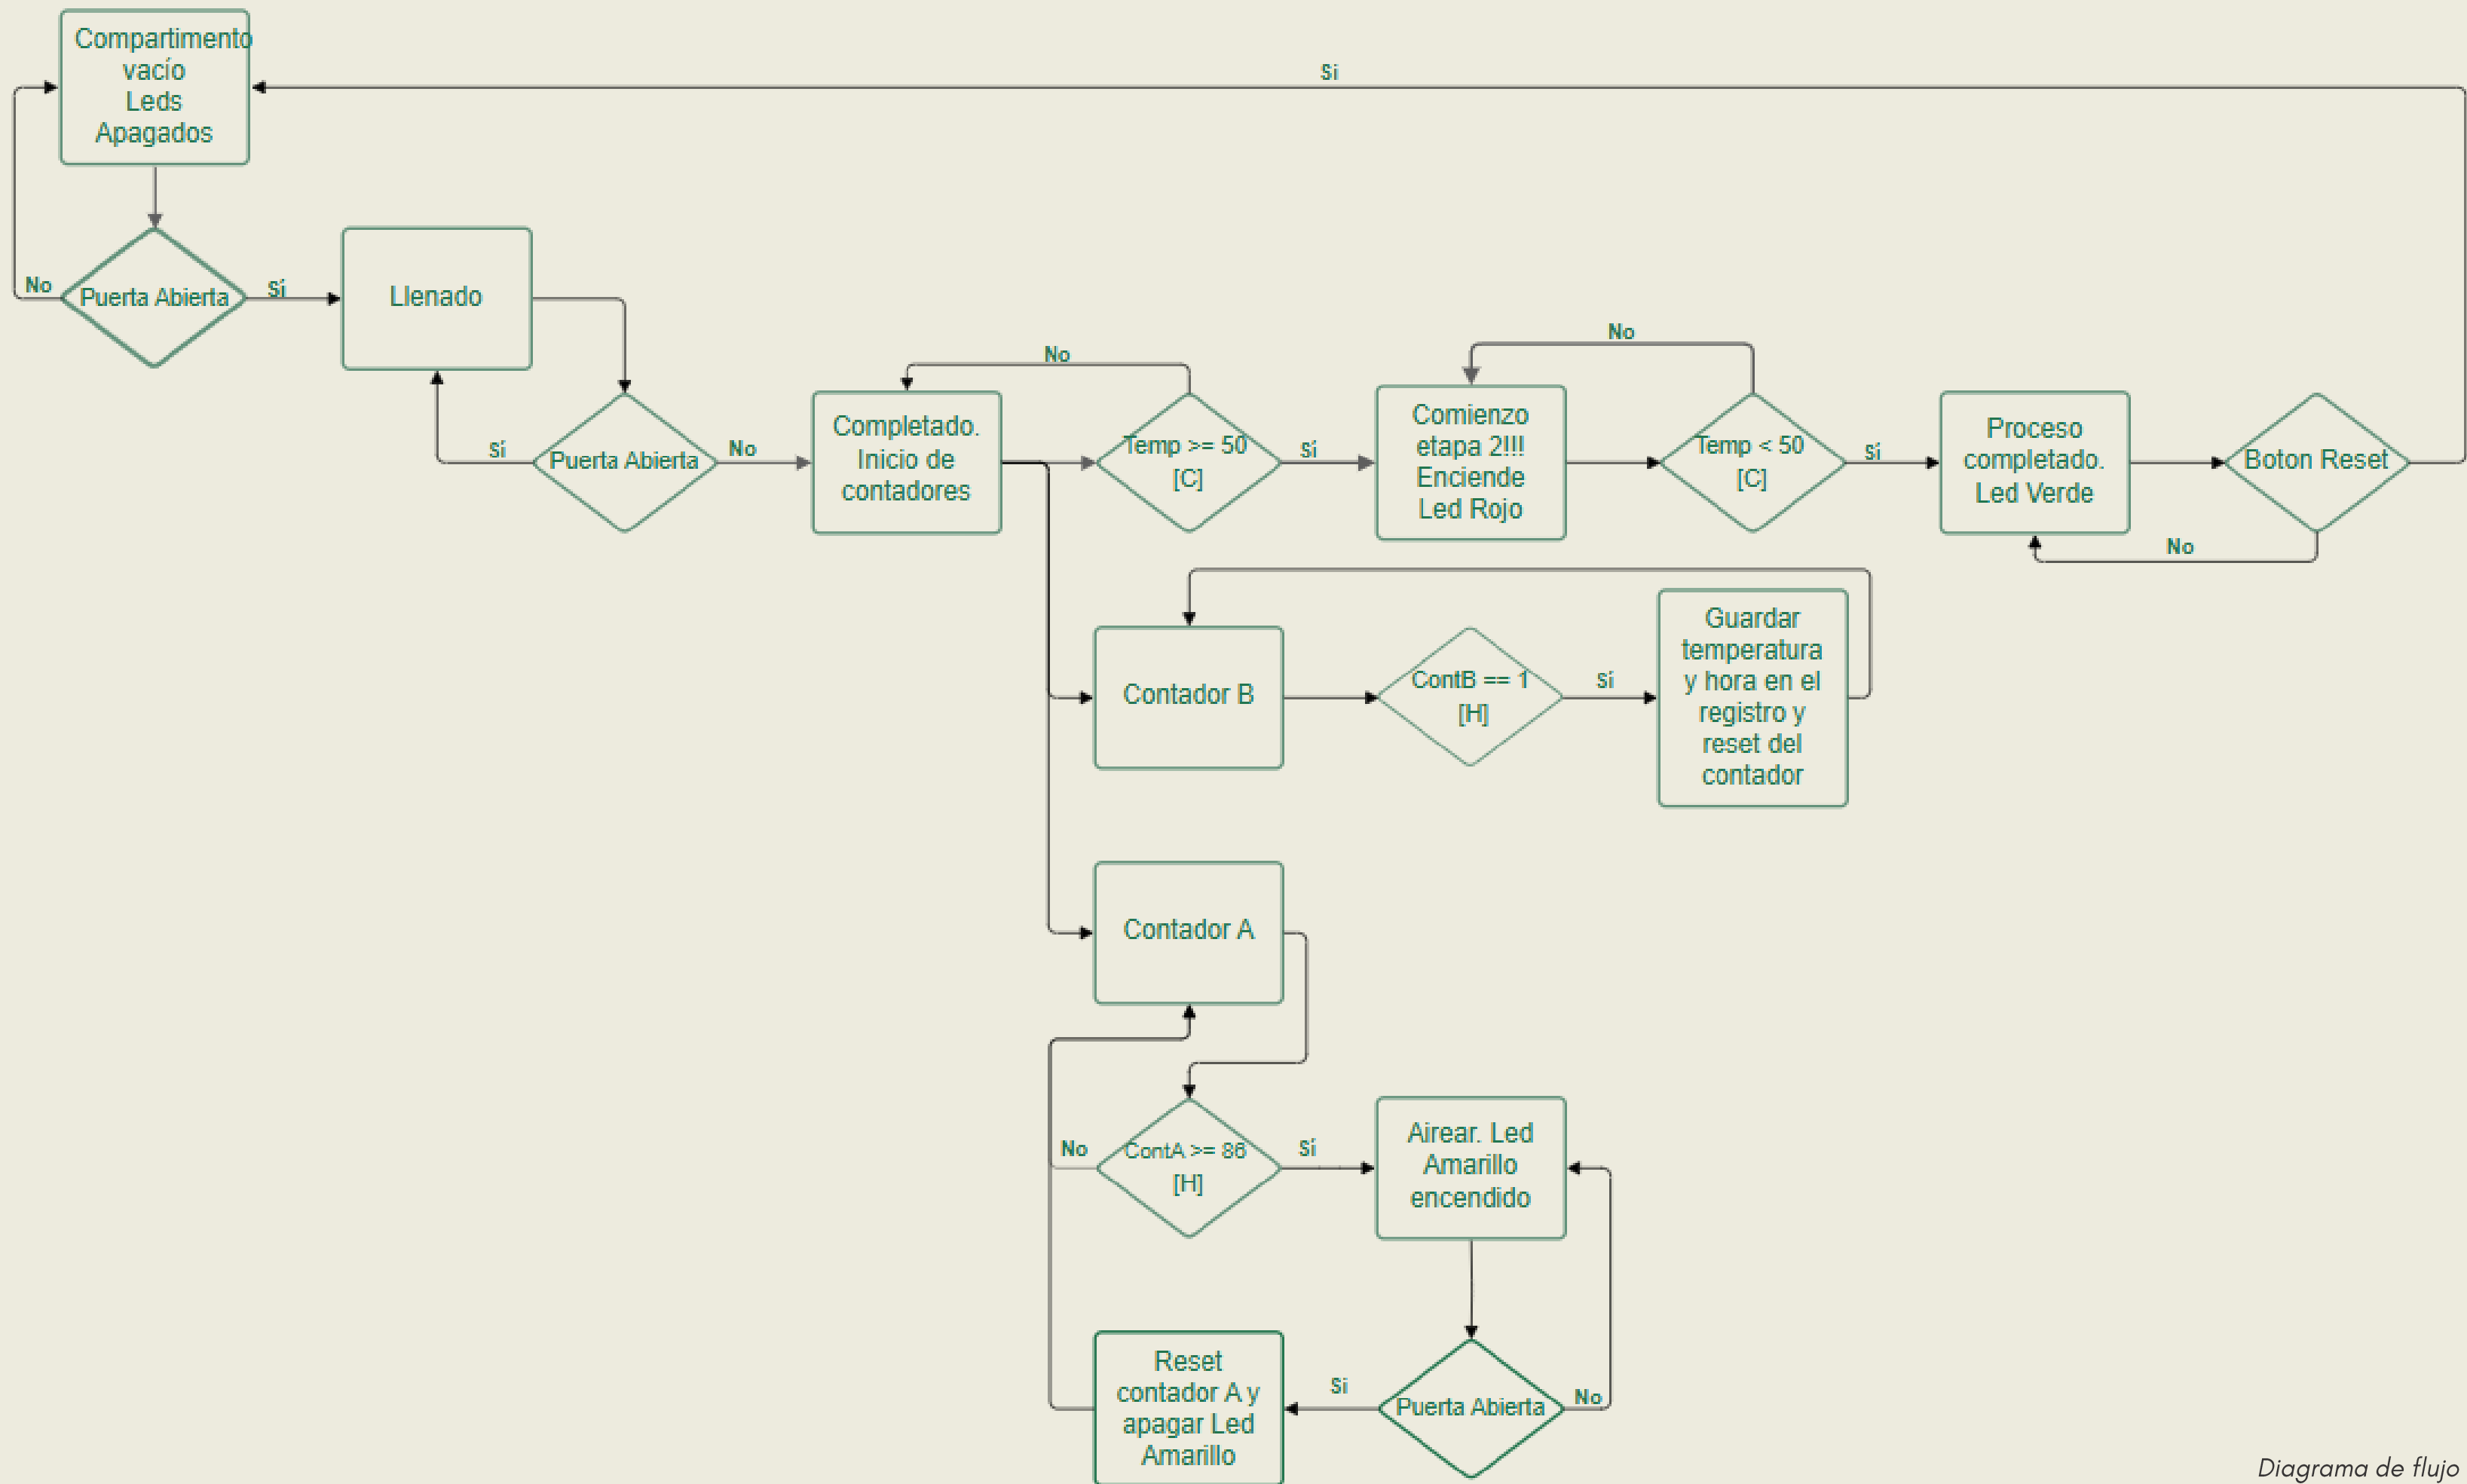 Compartimento
vacío
Leds
Apagados
Si
No
Puerta Abierta
Sí
Llenado
Sí
Puerta Abierta
No
Completado.
Inicio de
contadores
No
Temp >= 50
[C]
Sí
Comienzo
etapa 2!!!
Enciende
Led Rojo
No
Temp < 50
[C]
Sí
Proceso
completado.
Led Verde
Boton Reset
No
Contador B
ContB == 1
[H]
Sí
Guardar
temperatura
y hora en el
registro y
reset del
contador
Contador A
No
ContA >= 86
[H]
Sí
Airear. Led
Amarillo
encendido
Reset
contador A y
apagar Led
Amarillo
Si
Puerta Abierta
No
Diagrama de flujo